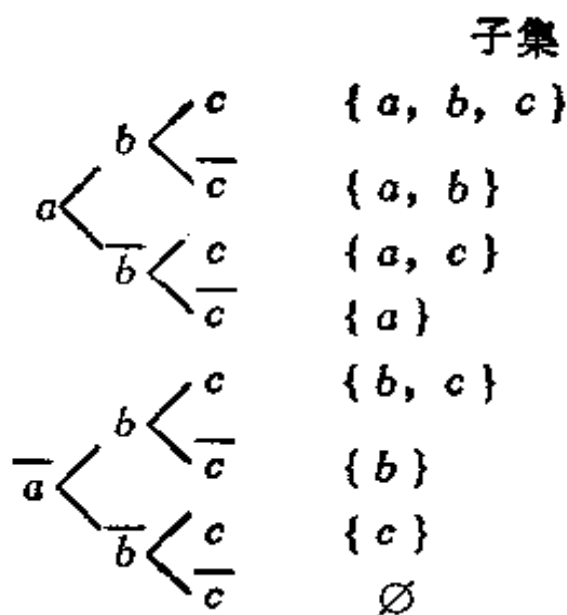 子集
c { a, b, c }
b
c̅ { a, b }
a
c { a, c }
b̅
c̅ { a }
c { b, c }
b
c̅ { b }
a̅
c { c }
b̅
c̅ ∅